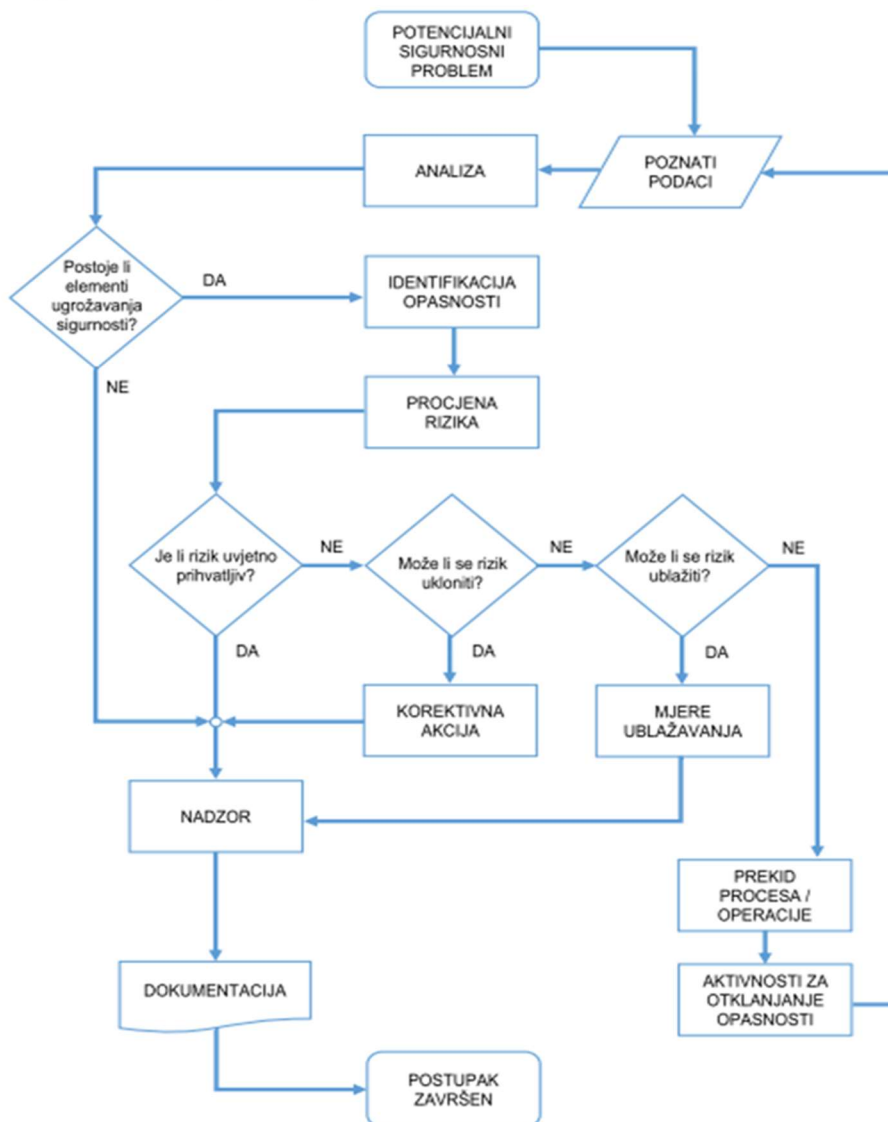 POTENCIJALNI
SIGURNOSNI
PROBLEM
ANALIZA
POZNATI
PODACI
Postoje li
elementi
ugrožavanja
sigurnosti?
DA
IDENTIFIKACIJA
OPASNOSTI
NE
PROCJENA
RIZIKA
Je li rizik uvjetno
prihvatljiv?
NE
Može li se rizik
ukloniti?
NE
Može li se rizik
ublažiti?
NE
DA
DA
DA
KOREKTIVNA
AKCIJA
MJERE
UBLAŽAVANJA
NADZOR
PREKID
PROCESA /
OPERACIJE
DOKUMENTACIJA
AKTIVNOSTI ZA
OTKLANJANJE
OPASNOSTI
POSTUPAK
ZAVRŠEN